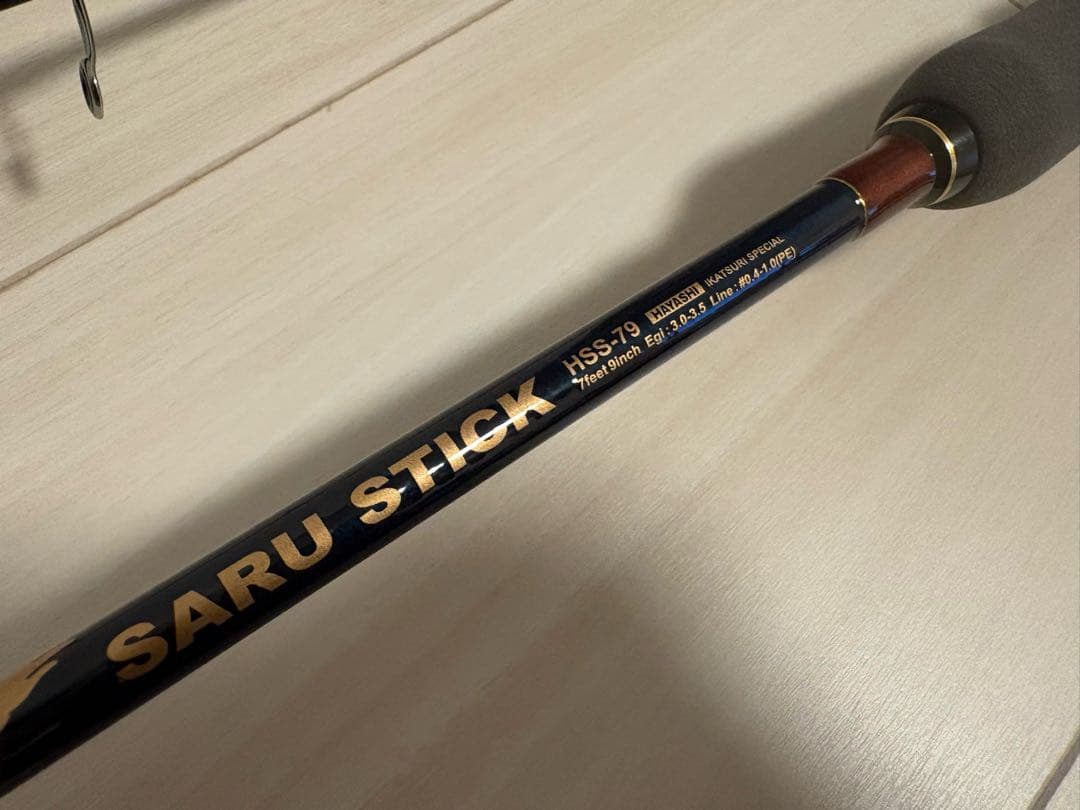 SARU STICK
HSS-79 HAYASHI IKATSURI SPECIAL
7feet 9inch Egi : 3.0-3.5 Line : #0.4-1.0(PE)